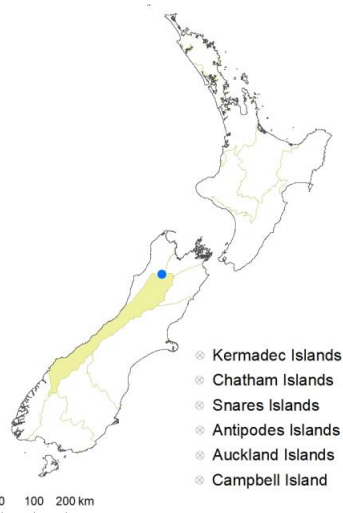 Kermadec Islands
Chatham Islands
Snares Islands
Antipodes Islands
Auckland Islands
Campbell Island
0 100 200 km